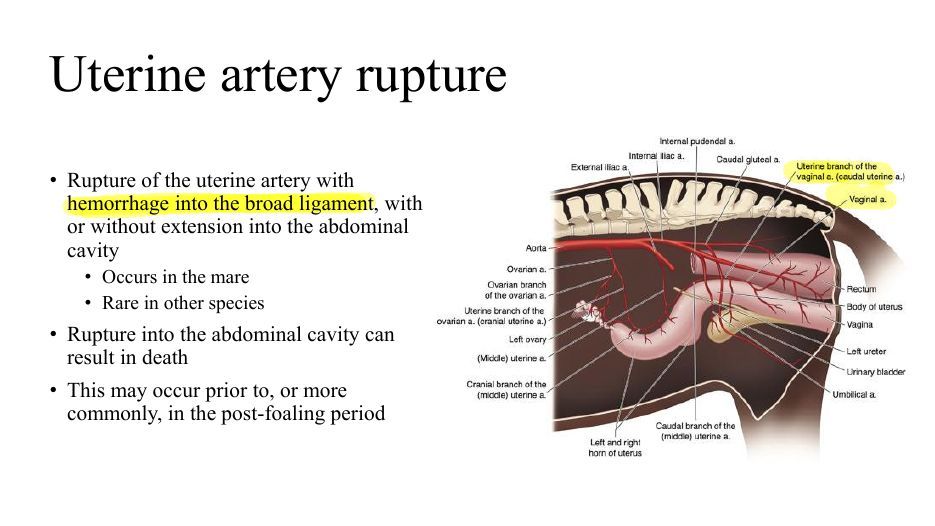 Uterine artery rupture
• Rupture of the uterine artery with
hemorrhage into the broad ligament, with
or without extension into the abdominal
cavity
• Occurs in the mare
• Rare in other species
• Rupture into the abdominal cavity can
result in death
• This may occur prior to, or more
commonly, in the post-foaling period
Internal pudendal a.
Internal iliac a.
External iliac a.
Caudal gluteal a.
Uterine branch of the
vaginal a. (caudal uterine a.)
Vaginal a.
Aorta
Ovarian a.
Ovarian branch
of the ovarian a.
Uterine branch of the
ovarian a. (cranial uterine a.)
Left ovary
(Middle) uterine a.
Cranial branch of the
(middle) uterine a.
Left and right
horn of uterus
Caudal branch of the
(middle) uterine a.
Rectum
Body of uterus
Vagina
Left ureter
Urinary bladder
Umbilical a.